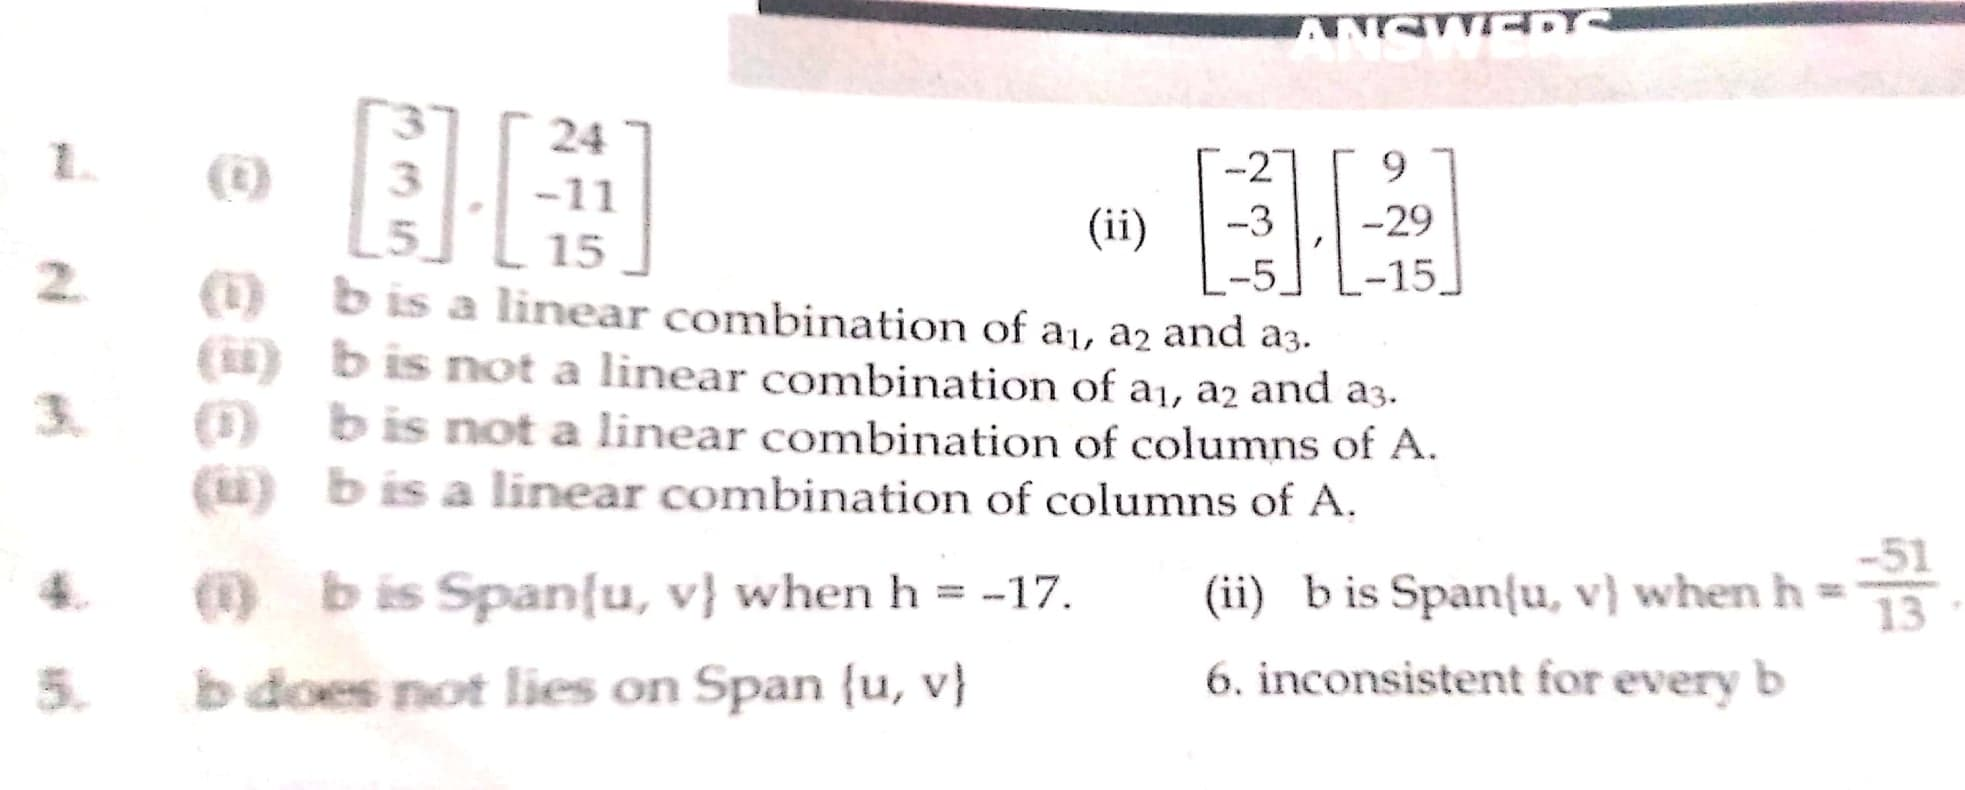 ANSWERS
1. (i) [3 3 5], [24 -11 15] (ii) [-2 -3 -5], [9 -29 -15]
2. (i) b is a linear combination of a1, a2 and a3.
(ii) b is not a linear combination of a1, a2 and a3.
3. (i) b is not a linear combination of columns of A.
(ii) b is a linear combination of columns of A.
4. (i) b is Span{u, v} when h = -17. (ii) b is Span{u, v} when h = -51/13.
5. b does not lies on Span {u, v} 6. inconsistent for every b